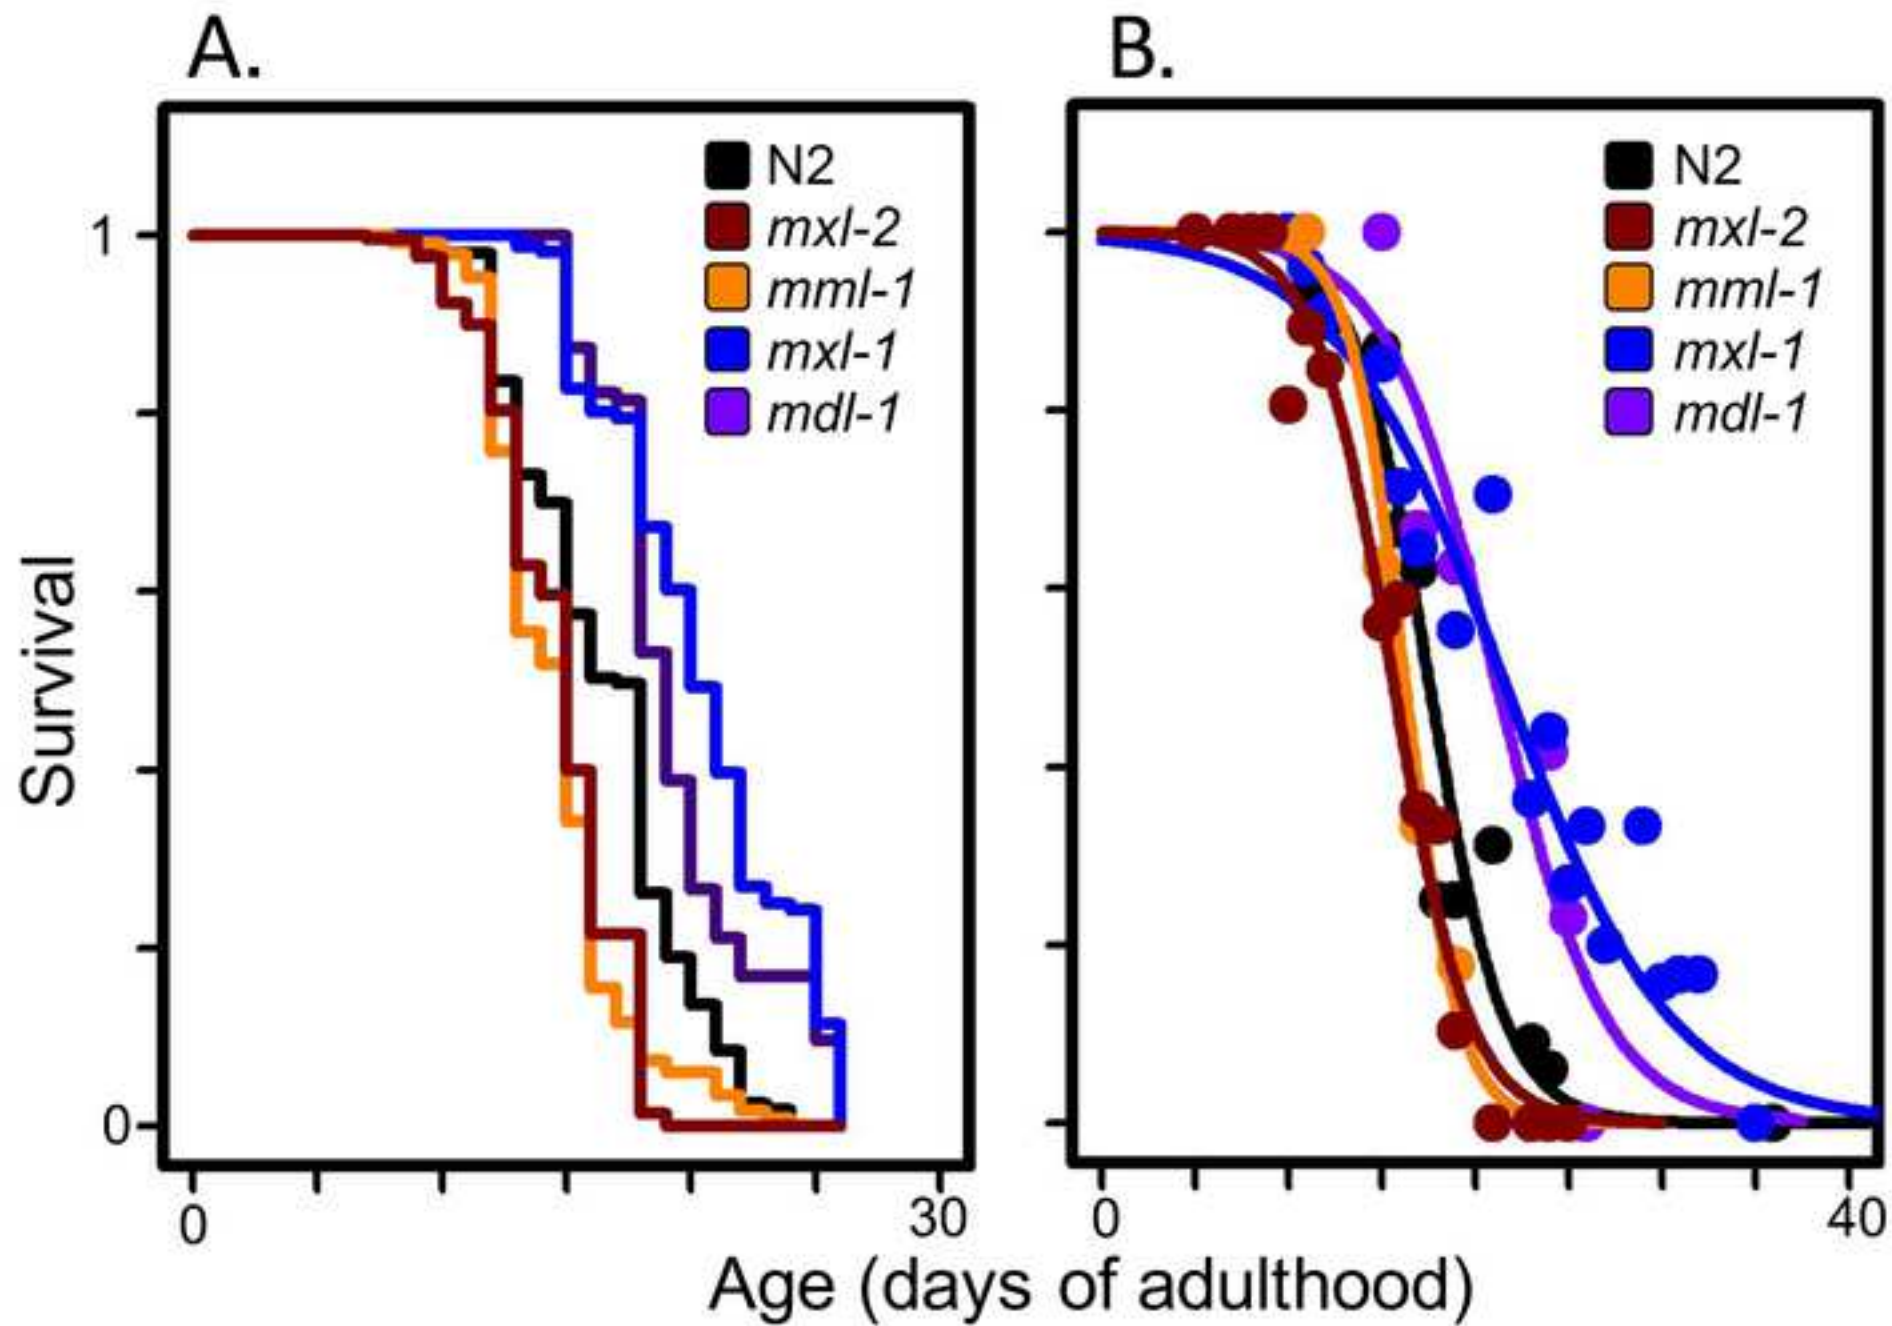 A.
N2
mxl-2
mml-1
mxl-1
mdl-1
1
0
Survival
0
30
B.
N2
mxl-2
mml-1
mxl-1
mdl-1
0
40
Age (days of adulthood)